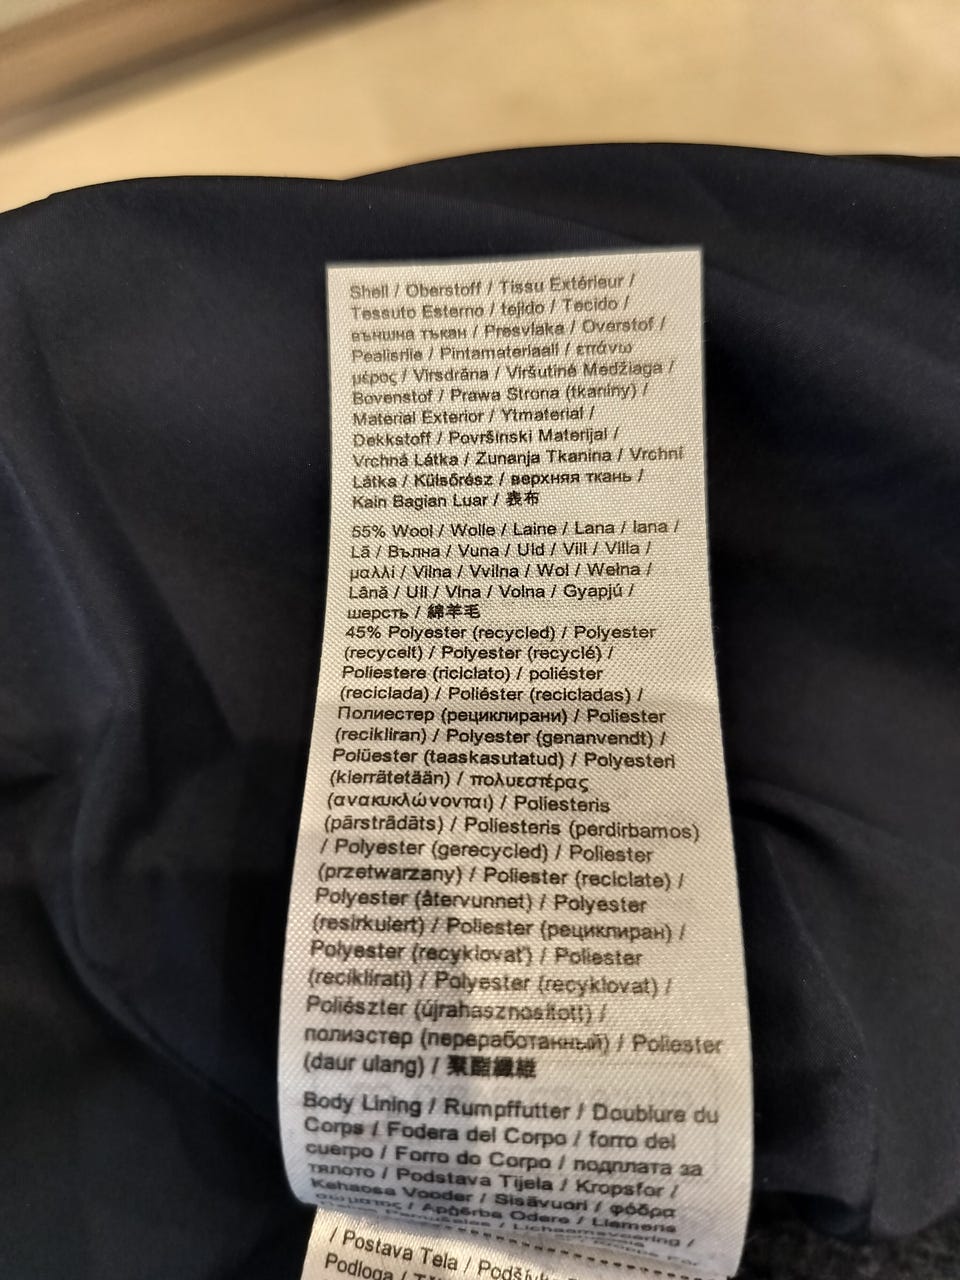 Shell / Oberstoff / Tissu Extérieur /
Tessuto Esterno / tejido / Tecido /
външна тъкан / Presvlaka / Overstof /
Pealisriie / Pintamateriaali / επάνω
μέρος / Virsdrāna / Viršutinė Medžiaga /
Bovenstof / Prawa Strona (tkaniny) /
Material Exterior / Ytmaterial /
Dekkstoff / Površinski Materijal /
Vrchná Látka / Zunanja Tkanina / Vrchní
Látka / Külsőrész / верхняя ткань /
Kain Bagian Luar / 表布
55% Wool / Wolle / Laine / Lana / lana /
Lã / Вълна / Vuna / Uld / Vill / Villa /
μαλλί / Vilna / Vvilna / Wol / Wełna /
Lână / Ull / Vlna / Volna / Gyapjú /
шерсть / 綿羊毛
45% Polyester (recycled) / Polyester
(recycelt) / Polyester (recyclé) /
Poliestere (riciclato) / poliéster
(reciclada) / Poliéster (recicladas) /
Полиестер (рециклирани) / Poliester
(recikliran) / Polyester (genanvendt) /
Polüester (taaskasutatud) / Polyesteri
(kierrätetään) / πολυεστέρας
(ανακυκλώνονται) / Poliesteris
(pārstrādāts) / Poliesteris (perdirbamos)
/ Polyester (gerecycled) / Poliester
(przetwarzany) / Poliester (reciclate) /
Polyester (återvunnet) / Polyester
(resirkulert) / Poliester (рециклиран) /
Polyester (recyklovať) / Poliester
(reciklirati) / Polyester (recyklovat) /
Poliészter (újrahasznosított) /
полиэстер (переработанный) / Poliester
(daur ulang) / 聚酯纖維
Body Lining / Rumpffutter / Doublure du
Corps / Fodera del Corpo / forro del
cuerpo / Forro do Corpo / подплата за
тялото / Podstava Tijela / Kropsfor /
Kehaosa Vooder / Sisävuori / φόδρα
σώματος / Apģērba Odere / Liemens
/ Postava Tela /
Podloga /